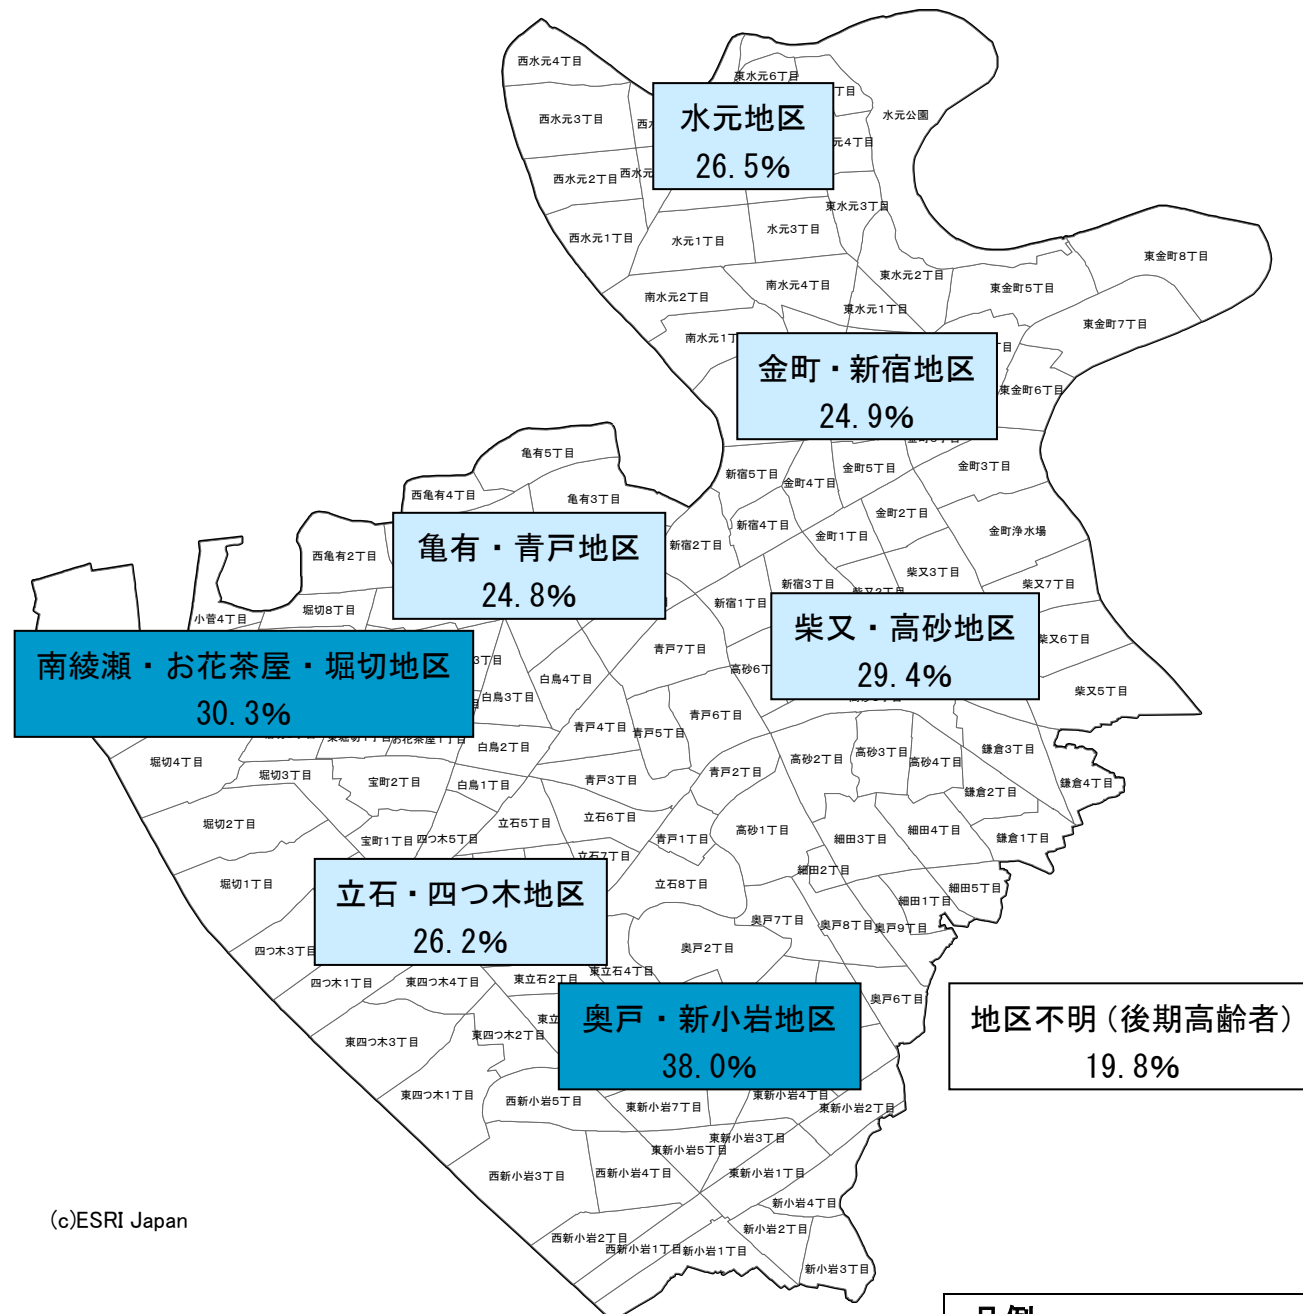 西水元4丁目
東水元6丁目
西水元3丁目
水元公園
水元地区
26.5%
西水元2丁目
東水元3丁目
西水元1丁目
水元1丁目
水元3丁目
東金町8丁目
東水元2丁目
南水元4丁目
東金町5丁目
南水元2丁目
東水元1丁目
東金町7丁目
金町・新宿地区
24.9%
東金町6丁目
亀有5丁目
西亀有4丁目
亀有3丁目
新宿5丁目
金町5丁目
金町3丁目
金町4丁目
新宿4丁目
金町2丁目
金町1丁目
金町浄水場
新宿2丁目
西亀有2丁目
亀有・青戸地区
24.8%
柴又3丁目
新宿3丁目
柴又7丁目
新宿1丁目
堀切8丁目
小菅4丁目
柴又・高砂地区
29.4%
柴又6丁目
青戸7丁目
南綾瀬・お花茶屋・堀切地区
30.3%
白鳥4丁目
白鳥3丁目
柴又5丁目
青戸6丁目
青戸4丁目
青戸5丁目
白鳥2丁目
堀切4丁目
堀切3丁目
宝町2丁目
白鳥1丁目
青戸3丁目
青戸2丁目
高砂2丁目
高砂3丁目
高砂4丁目
鎌倉3丁目
鎌倉4丁目
鎌倉2丁目
堀切2丁目
立石5丁目
立石6丁目
高砂1丁目
細田3丁目
細田4丁目
鎌倉1丁目
宝町1丁目
四つ木5丁目
青戸1丁目
立石7丁目
細田2丁目
堀切1丁目
立石8丁目
細田5丁目
細田1丁目
立石・四つ木地区
26.2%
奥戸7丁目
奥戸8丁目
奥戸9丁目
四つ木3丁目
奥戸2丁目
四つ木1丁目
東四つ木4丁目
東立石2丁目
東立石4丁目
奥戸6丁目
奥戸・新小岩地区
38.0%
地区不明(後期高齢者)
19.8%
東四つ木2丁目
東四つ木3丁目
東四つ木1丁目
西新小岩5丁目
東新小岩7丁目
東新小岩4丁目
東新小岩2丁目
東新小岩3丁目
東新小岩5丁目
西新小岩3丁目
西新小岩4丁目
東新小岩1丁目
新小岩4丁目
新小岩2丁目
西新小岩2丁目
西新小岩1丁目
新小岩1丁目
新小岩3丁目
(c)ESRI Japan